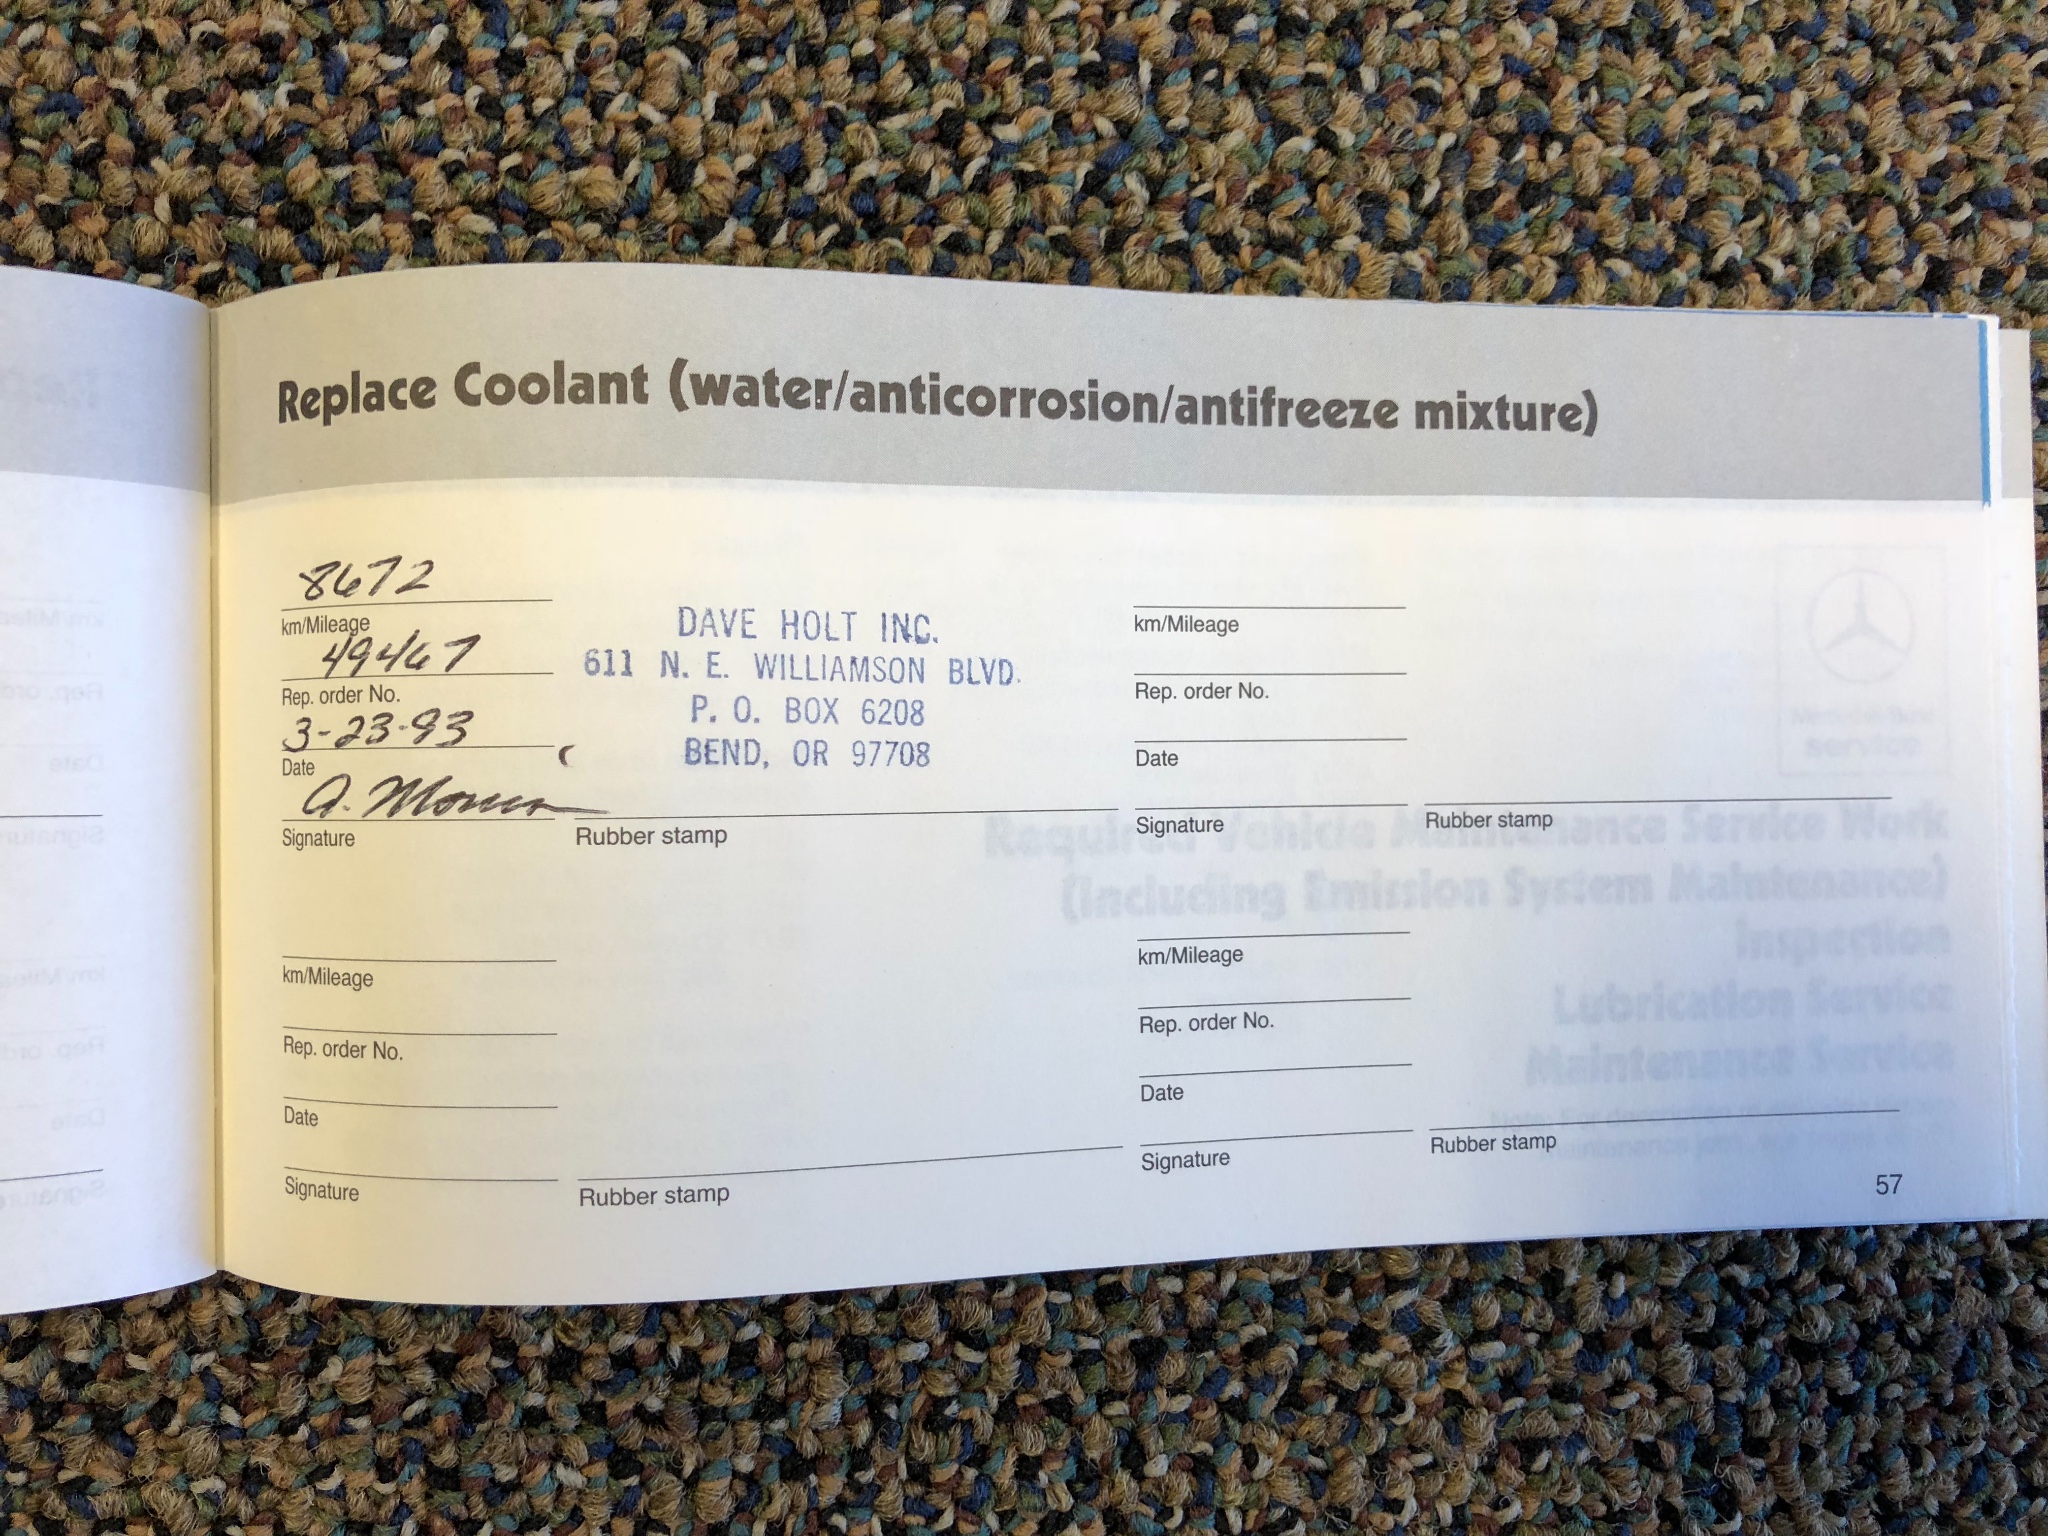 Replace Coolant (water/anticorrosion/antifreeze mixture)
8672
km/Mileage
49467
Rep. order No.
3-23-93
Date
A.
Signature
DAVE HOLT INC.
611 N. E. WILLIAMSON BLVD.
P. O. BOX 6208
BEND, OR 97708
Rubber stamp
km/Mileage
Rep. order No.
Date
Signature
Rubber stamp
km/Mileage
Rep. order No.
Date
Signature
Rubber stamp
km/Mileage
Rep. order No.
Date
Signature
Rubber stamp
57